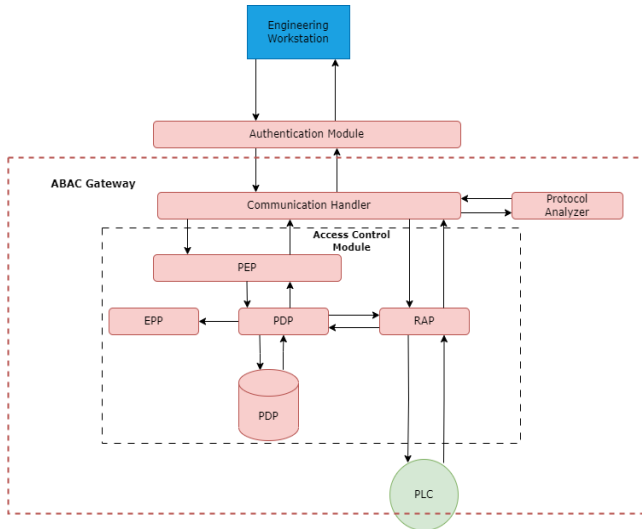 Engineering
Workstation
Authentication Module
ABAC Gateway
Communication Handler
Protocol
Analyzer
Access Control
Module
PEP
EPP
PDP
RAP
PDP
PLC